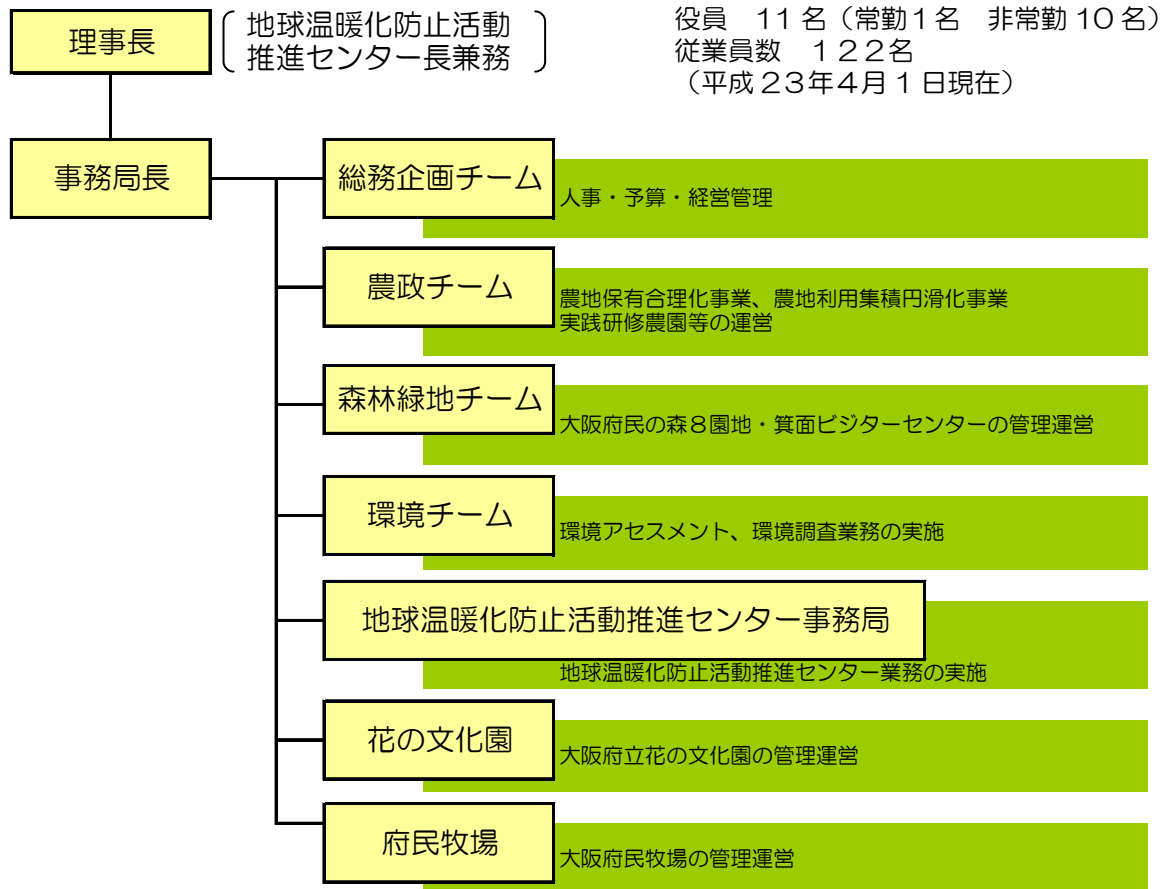 理事長
地球温暖化防止活動
推進センター長兼務
役員　11名（常勤1名　非常勤10名）
従業員数　１２２名
（平成２３年４月１日現在）
事務局長
総務企画チーム
人事・予算・経営管理
農政チーム
農地保有合理化事業、農地利用集積円滑化事業
実践研修農園等の運営
森林緑地チーム
大阪府民の森８園地・箕面ビジターセンターの管理運営
環境チーム
環境アセスメント、環境調査業務の実施
地球温暖化防止活動推進センター事務局
地球温暖化防止活動推進センター業務の実施
花の文化園
大阪府立花の文化園の管理運営
府民牧場
大阪府民牧場の管理運営